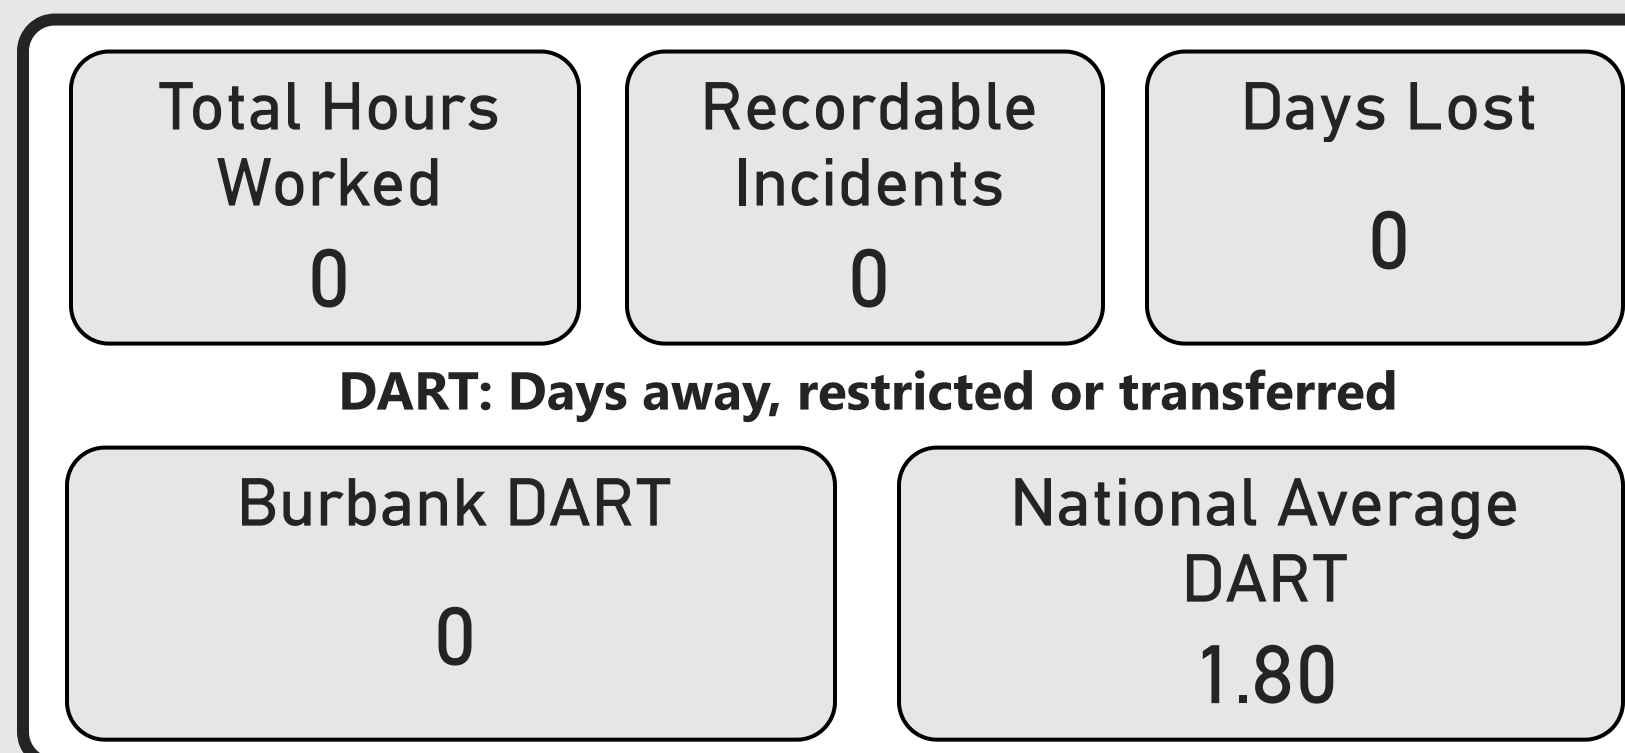 Total Hours
Worked
0
Recordable
Incidents
0
Days Lost
0
DART: Days away, restricted or transferred
Burbank DART
0
National Average
DART
1.80